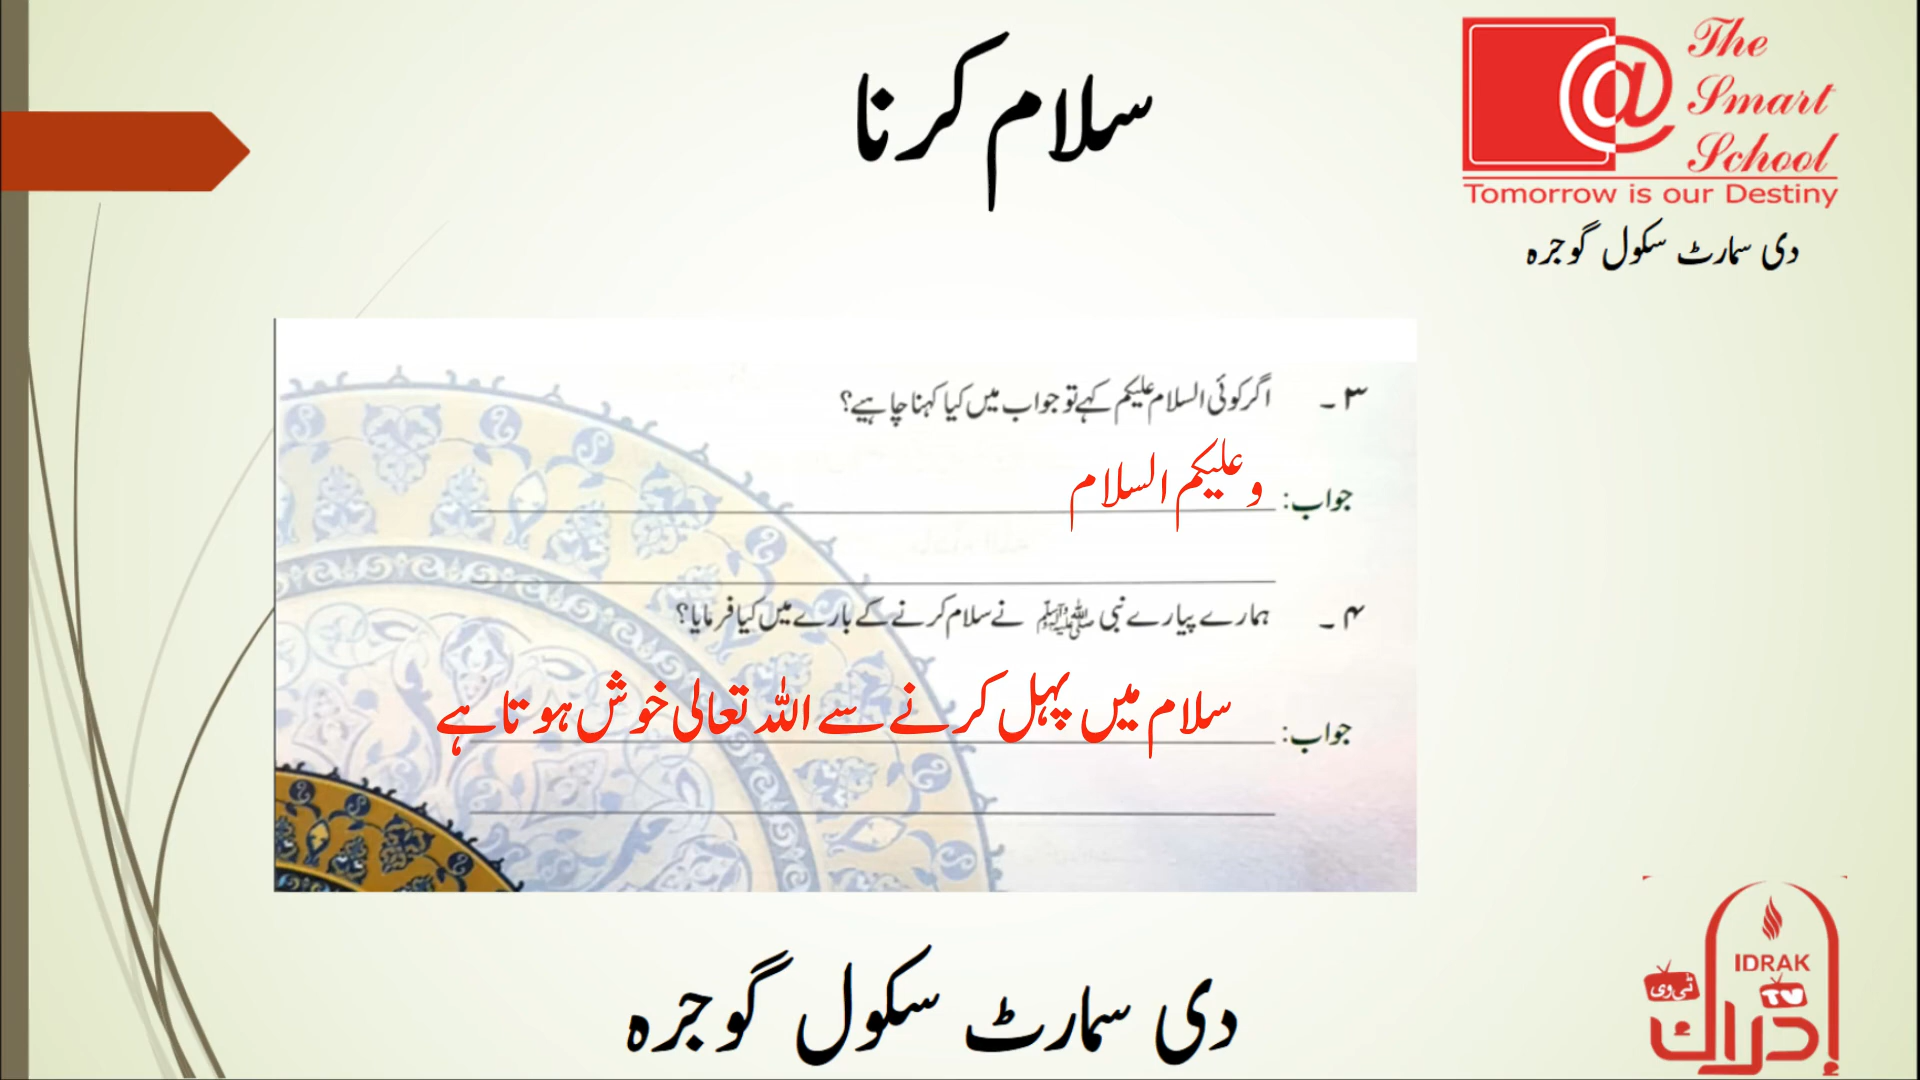 سلام کرنا
The
Smart
School
Tomorrow is our Destiny
دی سمارٹ سکول گوجرہ
۳۔ اگر کوئی السلام علیکم کہے تو جواب میں کیا کہنا چاہیے؟
جواب: وعلیکم السلام
۴۔ ہمارے پیارے نبی ﷺ نے سلام کرنے کے بارے میں کیا فرمایا؟
جواب: سلام میں پہل کرنے سے اللہ تعالی خوش ہوتا ہے
دی سمارٹ سکول گوجرہ
IDRAK
ٹی وی TV
إدراك